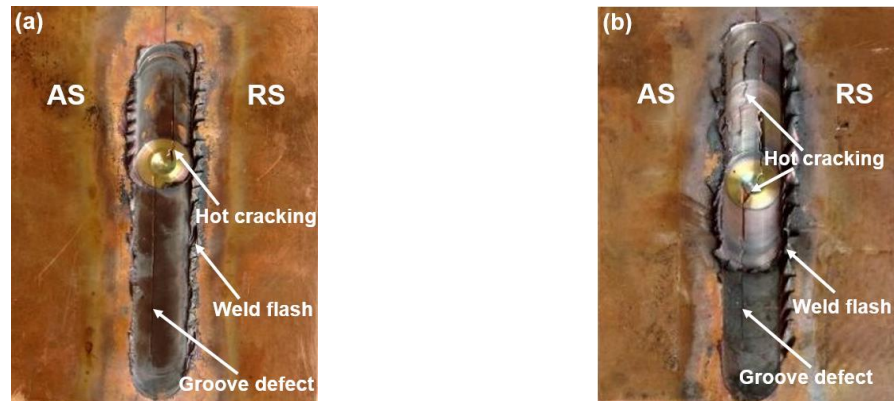 (a)
AS
RS
Hot cracking
Weld flash
Groove defect
(b)
AS
RS
Hot cracking
Weld flash
Groove defect